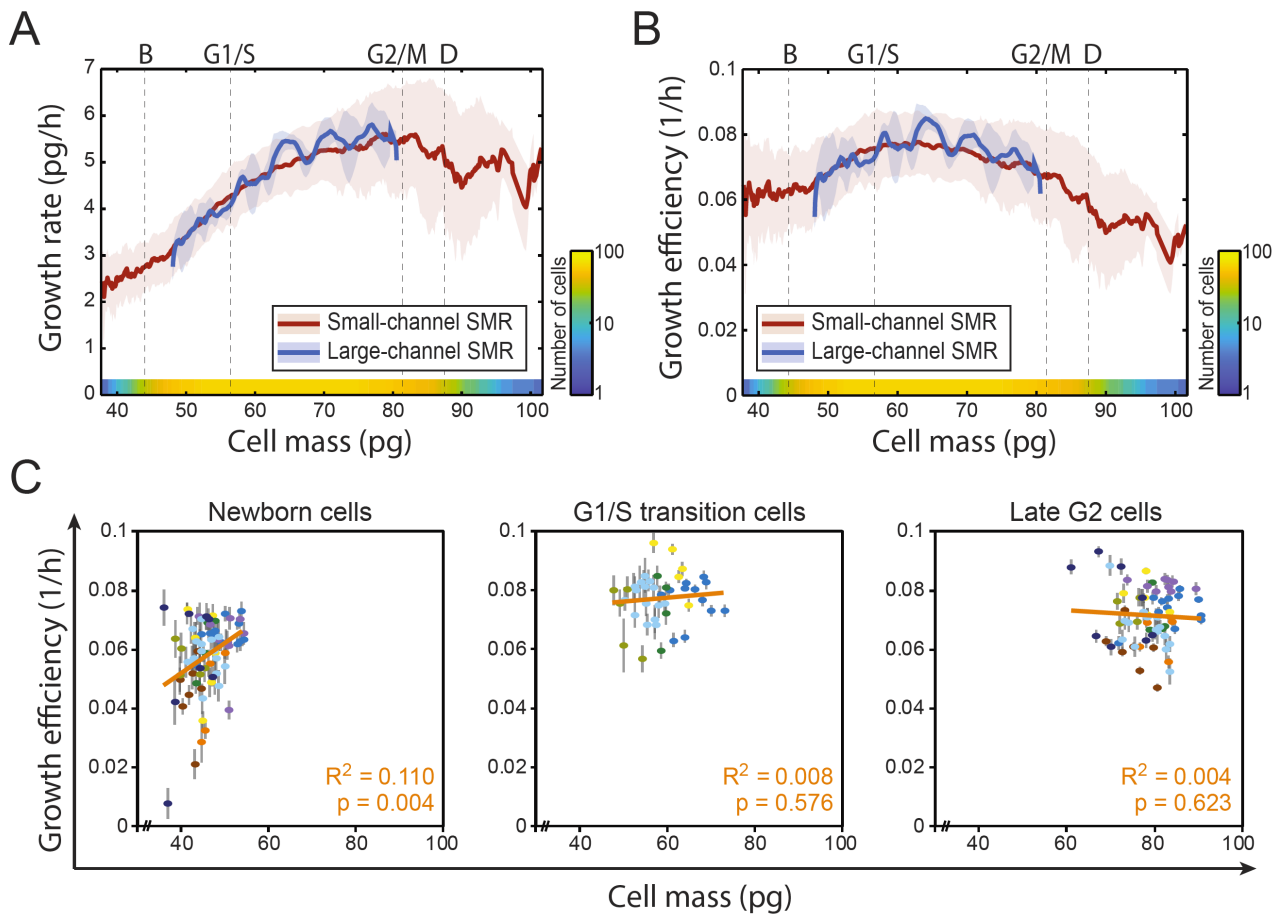 A
B G1/S G2/M D
7
6
5
4
3
2
1
0
Growth rate (pg/h)
Small-channel SMR
Large-channel SMR
40 50 60 70 80 90 100
Cell mass (pg)
Number of cells
100
10
1
B
B G1/S G2/M D
0.1
0.08
0.06
0.04
0.02
0
Growth efficiency (1/h)
Small-channel SMR
Large-channel SMR
40 50 60 70 80 90 100
Cell mass (pg)
Number of cells
100
10
1
C
Growth efficiency (1/h)
Newborn cells
0.1
0.08
0.06
0.04
0.02
0
R² = 0.110
p = 0.004
40 60 80 100
G1/S transition cells
0.1
0.08
0.06
0.04
0.02
0
R² = 0.008
p = 0.576
40 60 80 100
Late G2 cells
0.1
0.08
0.06
0.04
0.02
0
R² = 0.004
p = 0.623
40 60 80 100
Cell mass (pg)